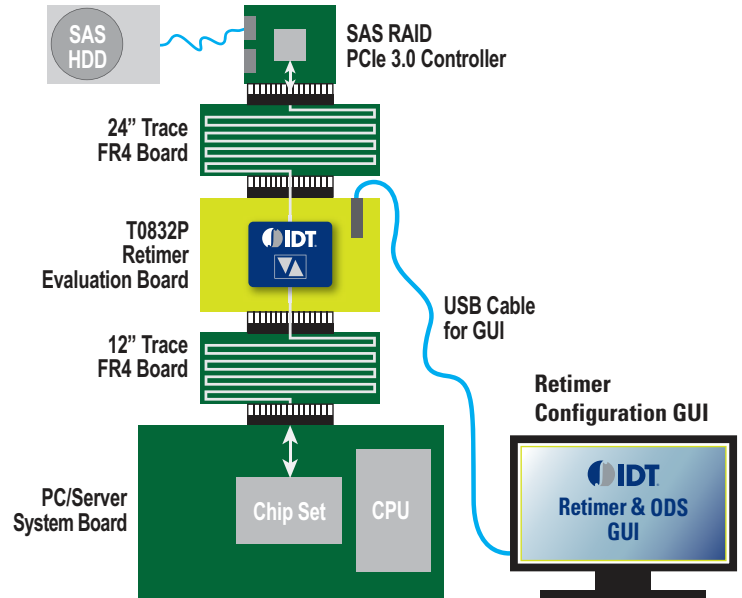 SAS
HDD
SAS RAID
PCIe 3.0 Controller
24” Trace
FR4 Board
T0832P
Retimer
Evaluation Board
IDT.
USB Cable
for GUI
12” Trace
FR4 Board
Retimer
Configuration GUI
IDT.
Retimer & ODS
GUI
PC/Server
System Board
Chip Set
CPU